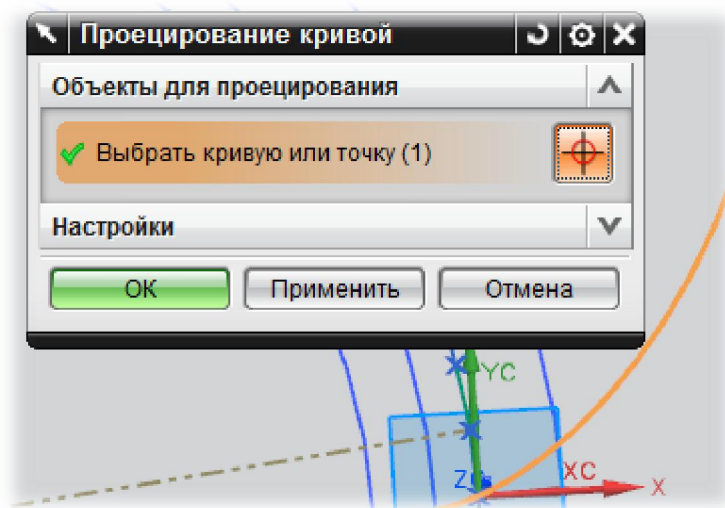 Проецирование кривой
Объекты для проецирования
Выбрать кривую или точку (1)
Настройки
ОК Применить Отмена
YC
Z XC X